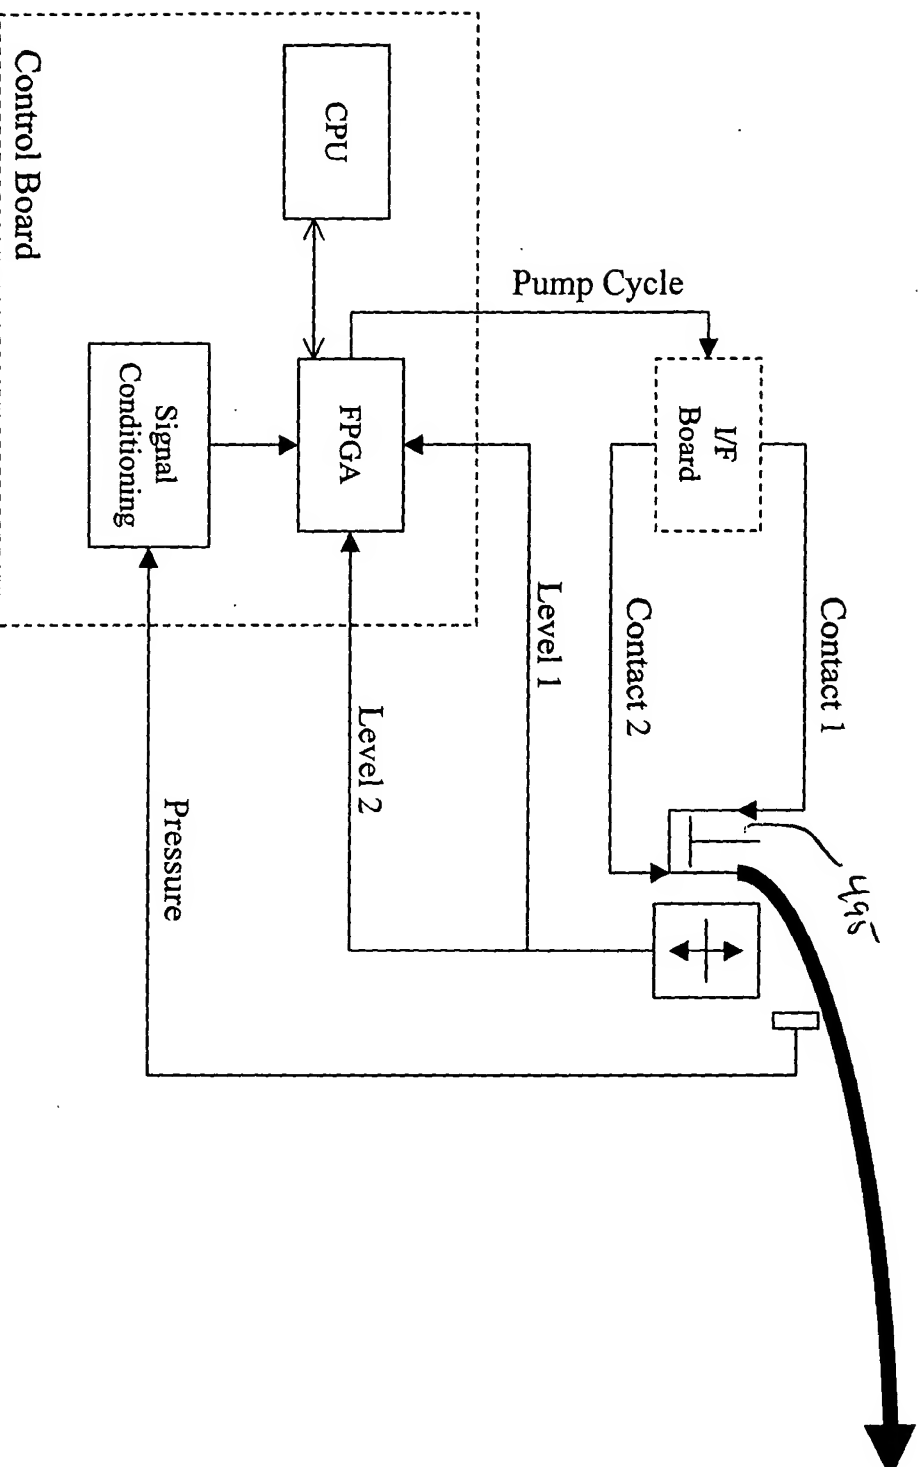 Control Board
CPU
Pump Cycle
I/F
Board
FPGA
Signal
Conditioning
Contact 1
Contact 2
Level 1
Level 2
Pressure
495